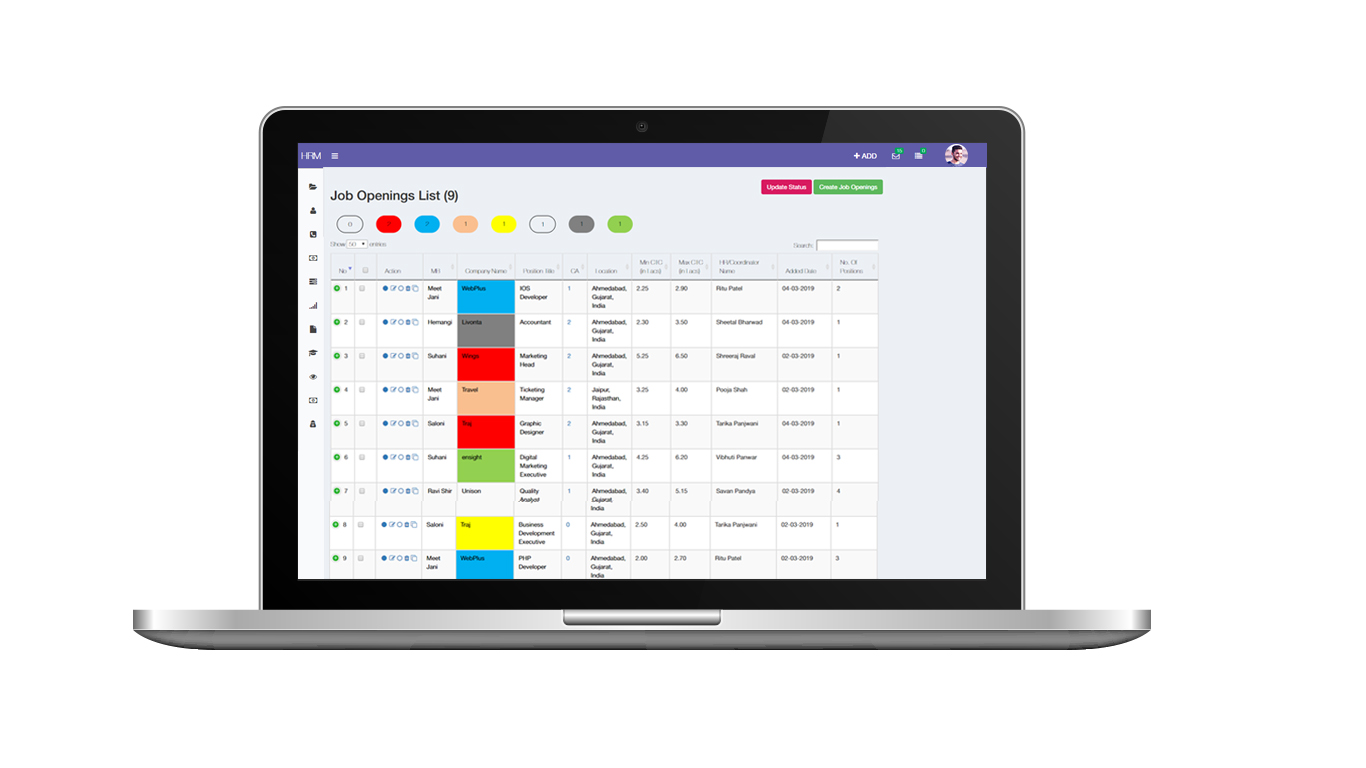 HRM
+ ADD
Job Openings List (9)
Update Status
Create Job Openings
0
2
1
1
1
1
1
Show 50 entries
Search:
No Action MR Company Name Position Title CA Location Min CTC (in Lacs) Max CTC (in Lacs) HR/Coordinator Name Added Date No. Of Positions
1 Meet Jani WebPlus IOS Developer 1 Ahmedabad, Gujarat, India 2.25 2.90 Ritu Patel 04-03-2019 2
2 Hemangi Livonta Accountant 2 Ahmedabad, Gujarat, India 2.30 3.50 Sheetal Bharwad 04-03-2019 1
3 Suhani Wings Marketing Head 2 Ahmedabad, Gujarat, India 5.25 6.50 Shreeraj Raval 02-03-2019 1
4 Meet Jani Travel Ticketing Manager 2 Jaipur, Rajasthan, India 3.25 4.00 Pooja Shah 02-03-2019 1
5 Saloni Traj Graphic Designer 2 Ahmedabad, Gujarat, India 3.15 3.30 Tarika Panjwani 04-03-2019 1
6 Suhani ensight Digital Marketing Executive 1 Ahmedabad, Gujarat, India 4.25 6.20 Vibhuti Panwar 04-03-2019 3
7 Ravi Shir Unison Quality Analyst 1 Ahmedabad, Gujarat, India 3.40 5.15 Savan Pandya 02-03-2019 4
8 Saloni Traj Business Development Executive 0 Ahmedabad, Gujarat, India 2.50 4.00 Tarika Panjwani 02-03-2019 1
9 Meet Jani WebPlus PHP Developer 0 Ahmedabad, Gujarat, India 2.00 2.70 Ritu Patel 02-03-2019 3